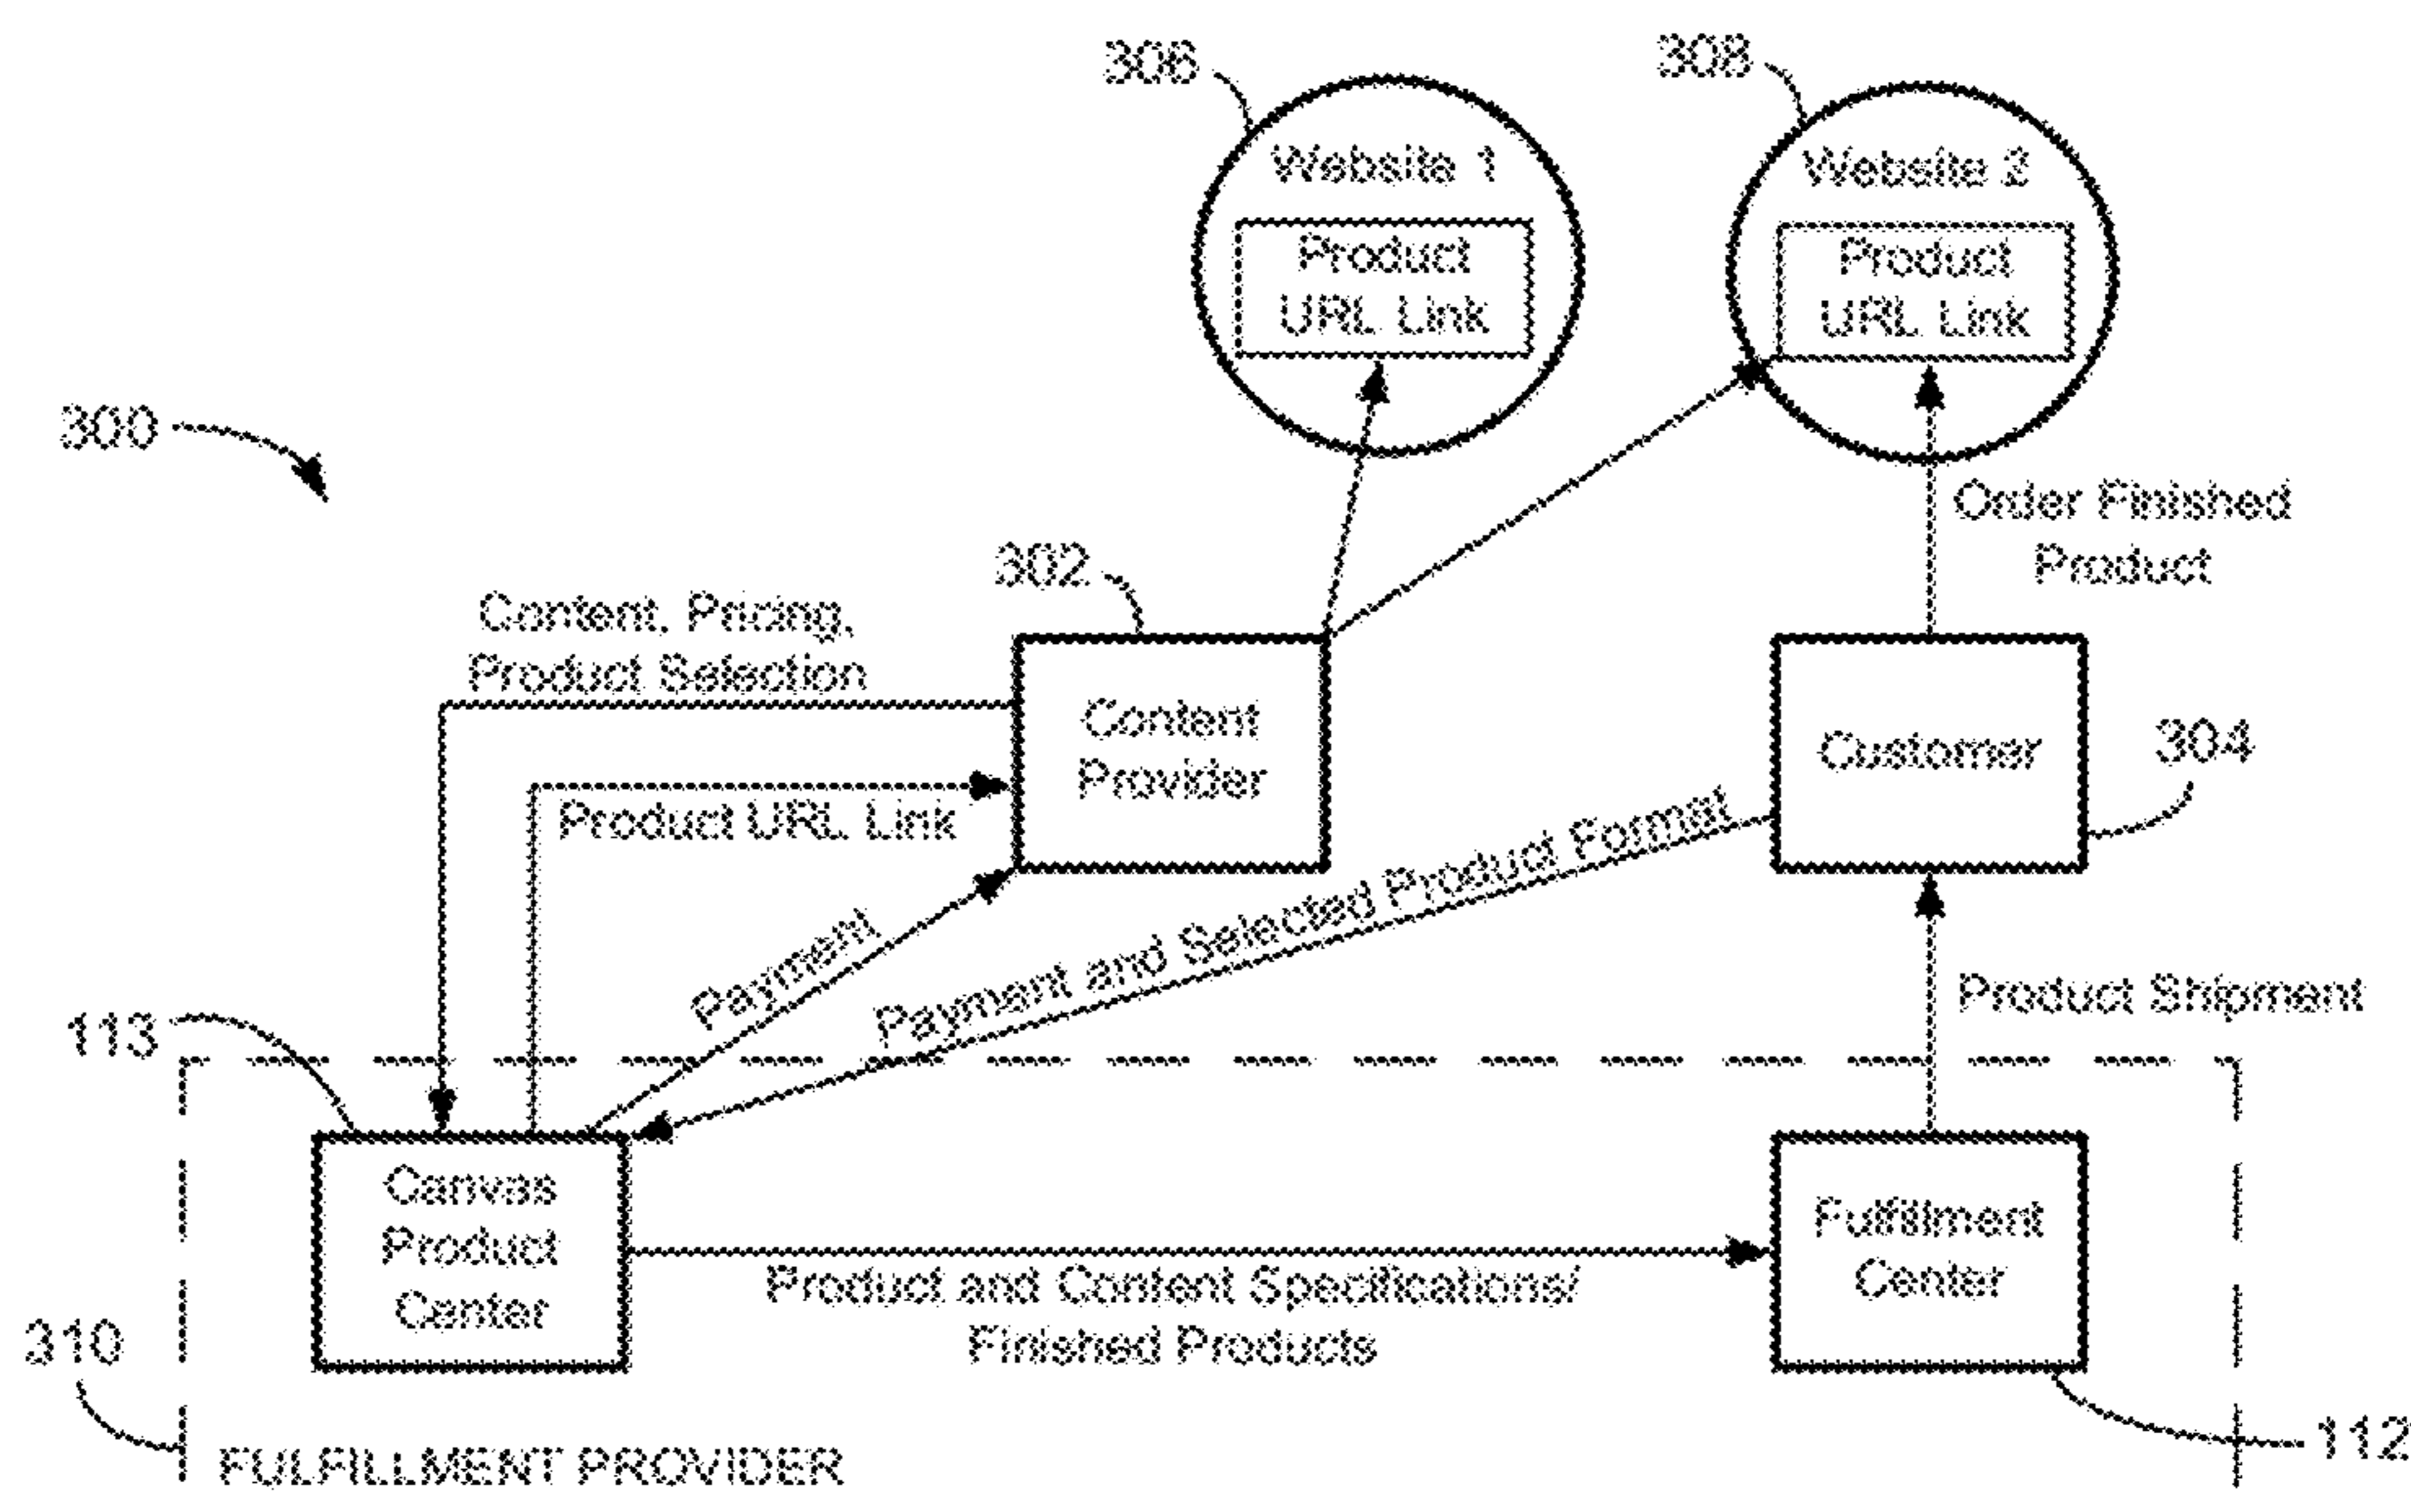 306
308
Website 1
Website 2
Product
URL Link
Product
URL Link
300
Order Finished
Product
302
Content, Pricing,
Product Selection
Content
Provider
Customer
304
Product URL Link
Payment
Payment and Selected Product Format
Product Shipment
113
Canvas
Product
Center
Fulfillment
Center
Product and Content Specifications/
Finished Products
310
112
FULFILLMENT PROVIDER